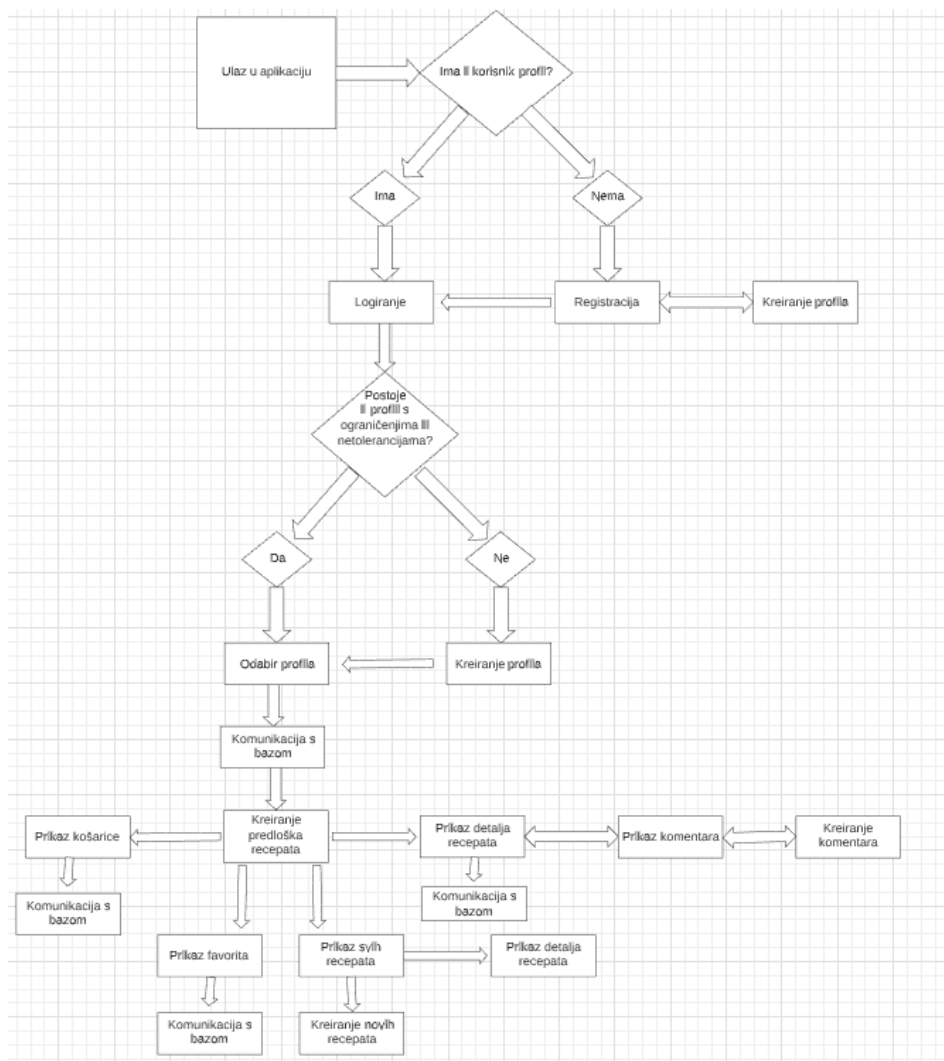 Ulaz u aplikaciju
Ima li korisnik profil?
Ima
Nema
Logiranje
Registracija
Kreiranje profila
Postoje
li profili s
ograničenjima ili
netolerancijama?
Da
Ne
Odabir profila
Kreiranje profila
Komunikacija s
bazom
Prikaz košarice
Kreiranje
predloška
recepata
Prikaz detalja
recepata
Prikaz komentara
Kreiranje
komentara
Komunikacija s
bazom
Komunikacija s
bazom
Prikaz favorita
Prikaz svih
recepata
Prikaz detalja
recepata
Komunikacija s
bazom
Kreiranje novih
recepata